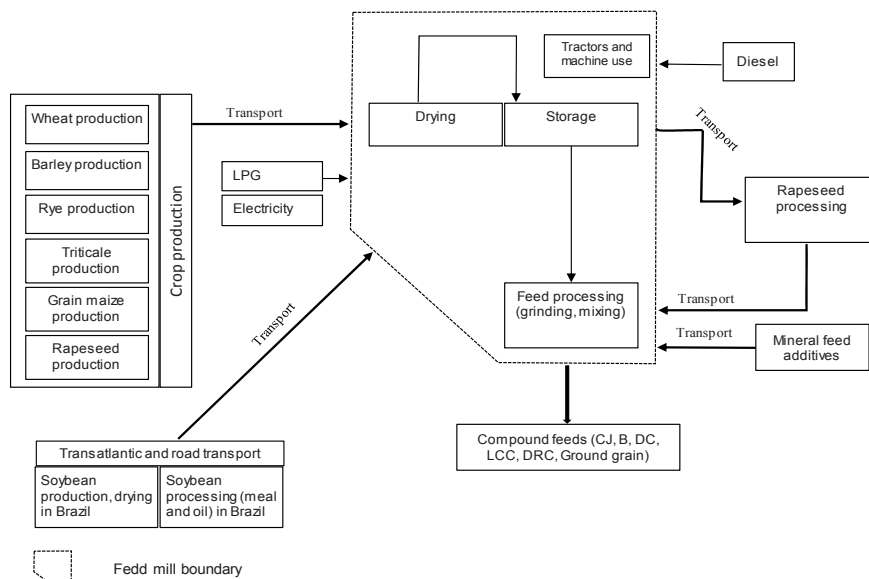 Tractors and
machine use
Diesel
Transport
Drying
Storage
Transport
Wheat production
Barley production
Rye production
Triticale
production
Grain maize
production
Rapeseed
production
Crop production
LPG
Electricity
Rapeseed
processing
Feed processing
(grinding, mixing)
Transport
Transport
Mineral feed
additives
Transport
Compound feeds (CJ, B, DC,
LCC, DRC, Ground grain)
Transatlantic and road transport
Soybean
production, drying
in Brazil
Soybean
processing (meal
and oil) in Brazil
Fedd mill boundary